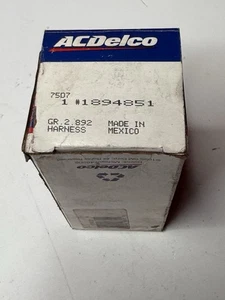 ACDelco
7507
1 #1894851
GR.2.892 MADE IN
HARNESS MEXICO